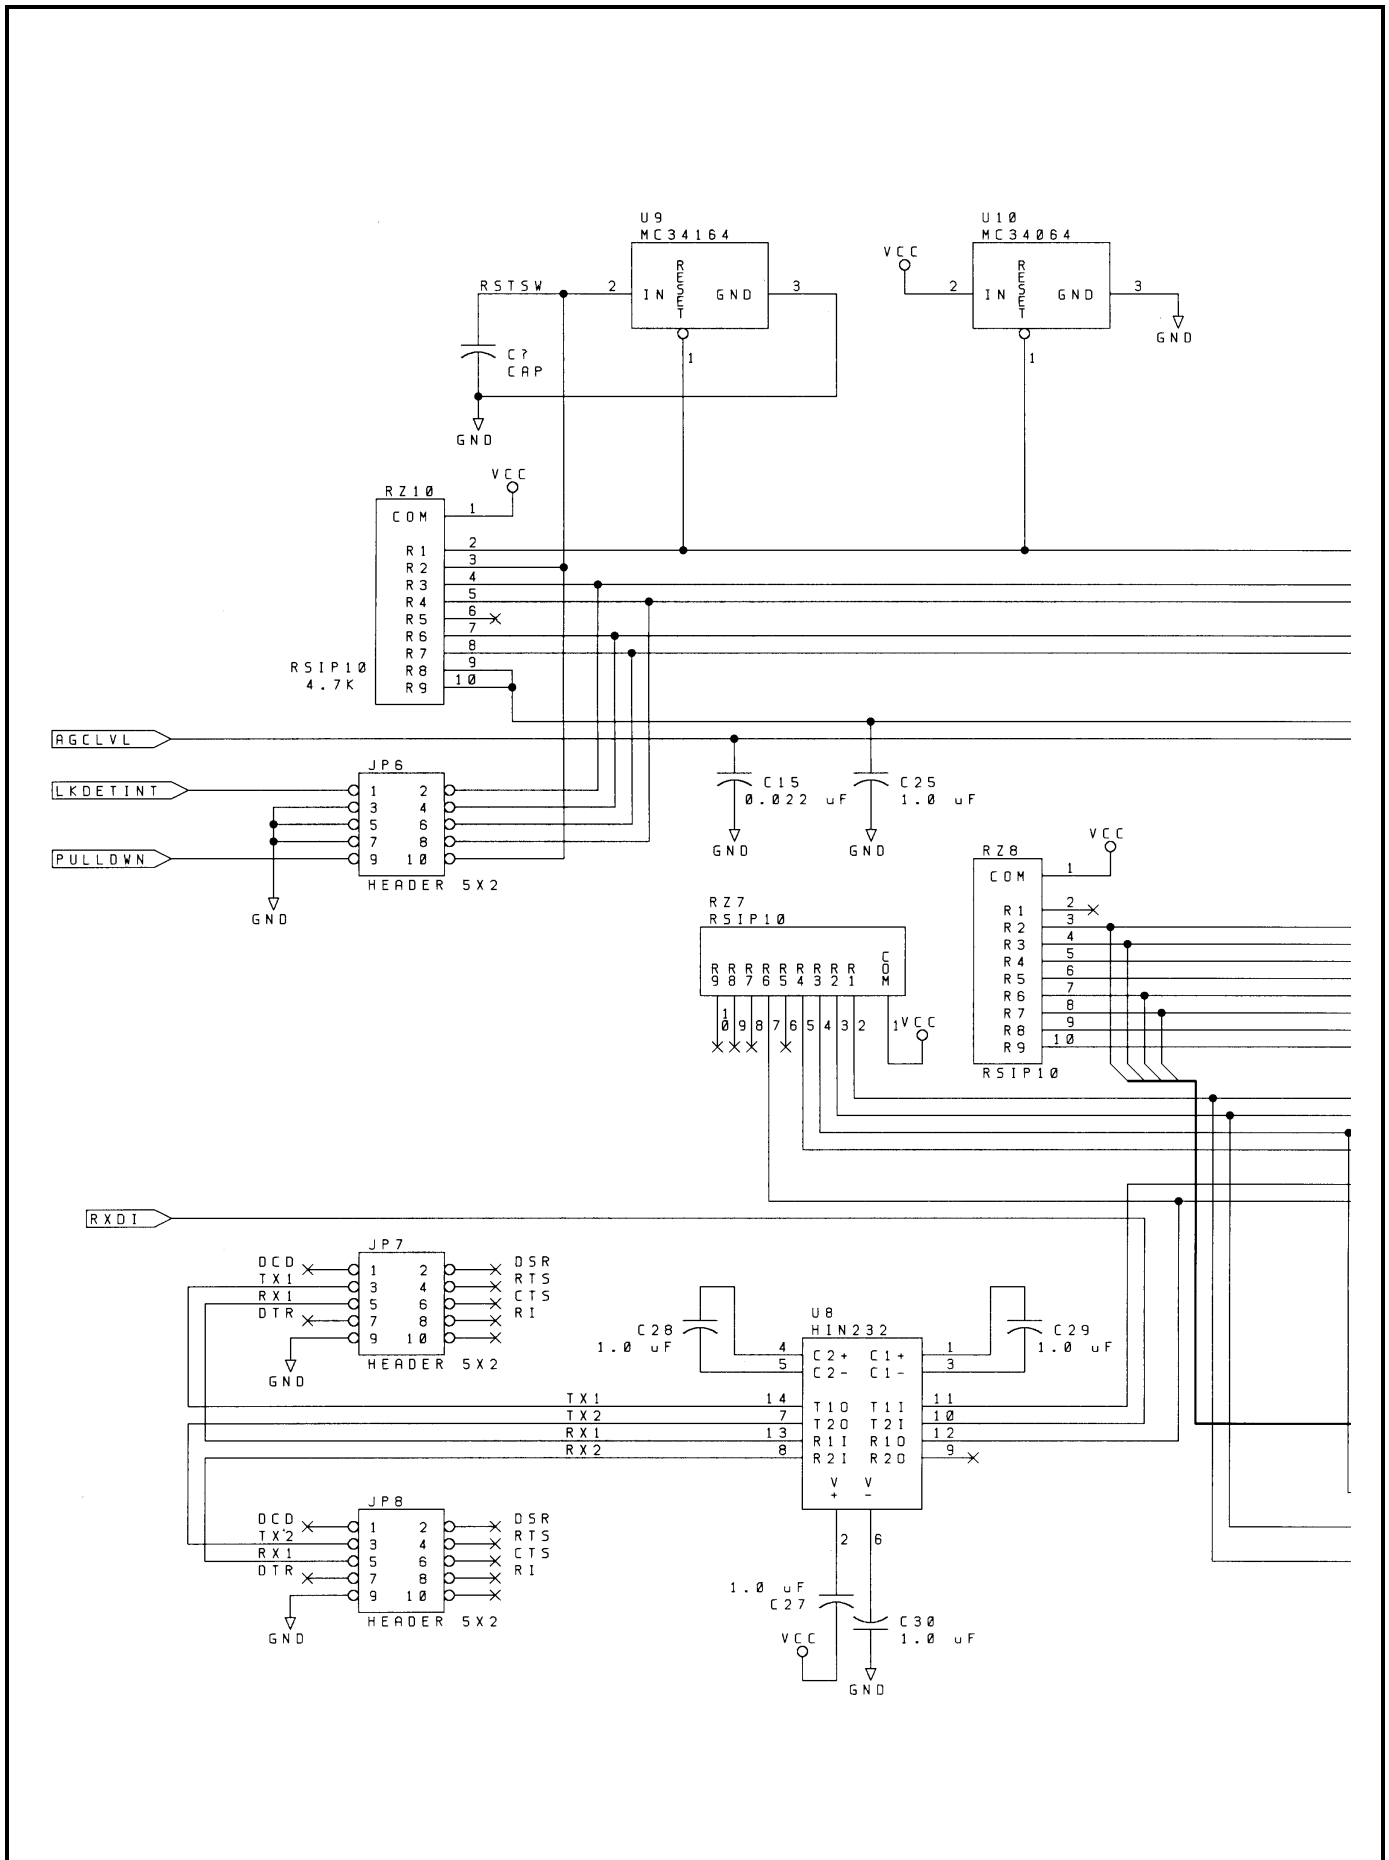 U9
MC34164
RESET
IN
GND
2
3
1
RSTSW
C?
CAP
GND
U10
MC34064
VCC
RESET
IN
GND
2
3
1
GND
VCC
RZ10
COM 1
R1 2
R2 3
R3 4
R4 5
R5 6
R6 7
R7 8
R8 9
R9 10
RSIP10
4.7K
AGCLVL
LKDETINT
PULLDWN
JP6
1 2
3 4
5 6
7 8
9 10
HEADER 5X2
GND
C15
0.022 uF
GND
C25
1.0 uF
GND
RZ7
RSIP10
R9 R8 R7 R6 R5 R4 R3 R2 R1 COM
10 9 8 7 6 5 4 3 2 1
VCC
VCC
RZ8
COM 1
R1 2
R2 3
R3 4
R4 5
R5 6
R6 7
R7 8
R8 9
R9 10
RSIP10
RXDI
JP7
DCD 1 2 DSR
TX1 3 4 RTS
RX1 5 6 CTS
DTR 7 8 RI
9 10
HEADER 5X2
GND
C28
1.0 uF
C29
1.0 uF
U8
HIN232
4 C2+ C1+ 1
5 C2- C1- 3
TX1 14 T1O T1I 11
TX2 7 T2O T2I 10
RX1 13 R1I R1O 12
RX2 8 R2I R2O 9
V+ V-
2 6
JP8
DCD 1 2 DSR
TX2 3 4 RTS
RX1 5 6 CTS
DTR 7 8 RI
9 10
HEADER 5X2
GND
1.0 uF
C27
VCC
C30
1.0 uF
GND